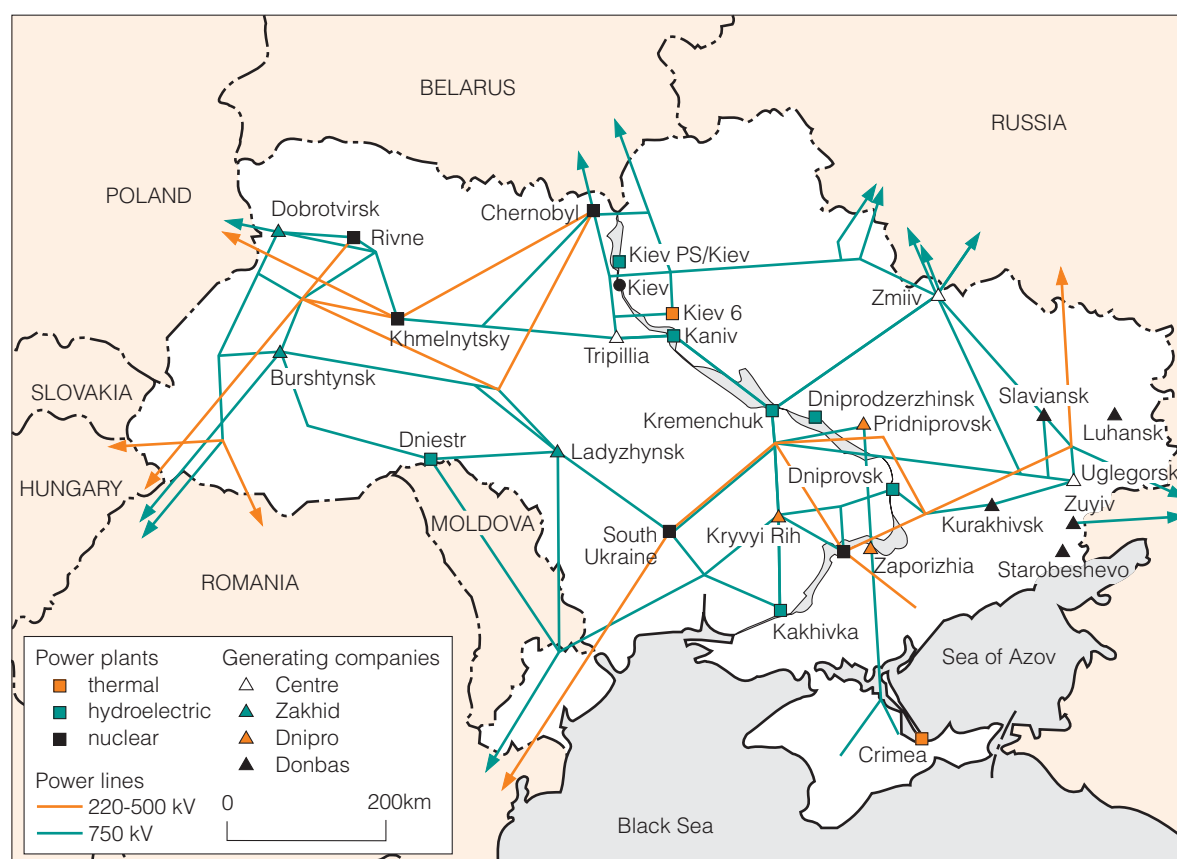 BELARUS
RUSSIA
POLAND
Dobrotvirsk
Rivne
Chernobyl
Kiev PS/Kiev
Kiev
Kiev 6
Zmiiv
Khmelnytsky
Tripillia
Kaniv
Burshtynsk
SLOVAKIA
Slaviansk
Dniprodzerzhinsk
Kremenchuk
Pridniprovsk
Luhansk
Dniestr
Ladyzhynsk
Dniprovsk
Uglegorsk
HUNGARY
Zuyiv
MOLDOVA
South
Ukraine
Kryvyi Rih
Kurakhivsk
Zaporizhia
Starobeshevo
ROMANIA
Kakhivka
Sea of Azov
Crimea
Black Sea
Power plants
thermal
hydroelectric
nuclear
Generating companies
Centre
Zakhid
Dnipro
Donbas
Power lines
220-500 kV
750 kV
0
200km